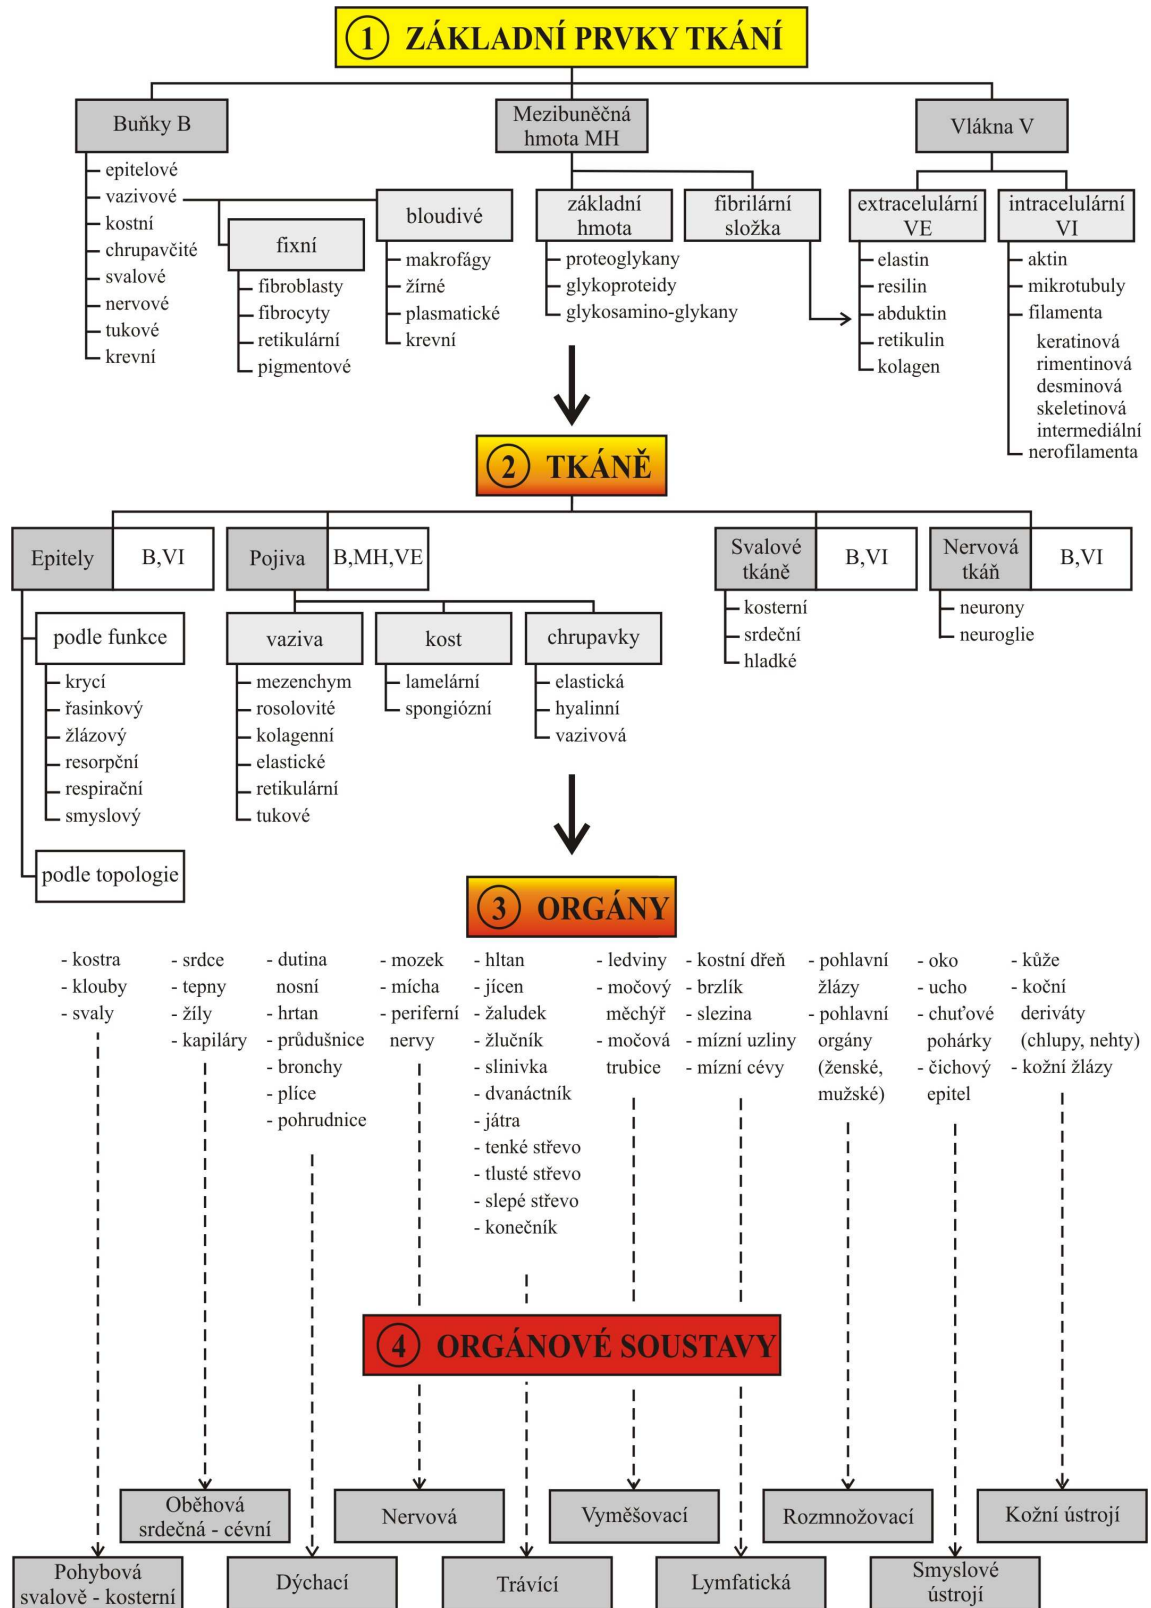 1 ZÁKLADNÍ PRVKY TKÁNÍ
Buňky B
epitelové
vazivové
kostní
chrupavčité
svalové
nervové
tukové
krevní
fixní
fibroblasty
fibrocyty
retikulární
pigmentové
bloudivé
makrofágy
žírné
plasmatické
krevní
Mezibuněčná
hmota MH
základní
hmota
proteoglykany
glykoproteidy
glykosamino-glykany
fibrilární
složka
Vlákna V
extracelulární
VE
elastin
resilin
abduktin
retikulin
kolagen
intracelulární
VI
aktin
mikrotubuly
filamenta
keratinová
rimentinová
desminová
skeletinová
intermediální
nerofilamenta
2 TKÁNĚ
Epitely
B,VI
podle funkce
krycí
řasinkový
žlázový
resorpční
respirační
smyslový
podle topologie
Pojiva
B,MH,VE
vaziva
mezenchym
rosolovité
kolagenní
elastické
retikulární
tukové
kost
lamelární
spongiózní
chrupavky
elastická
hyalinní
vazivová
Svalové
tkáně
B,VI
kosterní
srdeční
hladké
Nervová
tkáň
B,VI
neurony
neuroglie
3 ORGÁNY
- kostra
- klouby
- svaly
- srdce
- tepny
- žíly
- kapiláry
- dutina
nosní
- hrtan
- průdušnice
- bronchy
- plíce
- pohrudnice
- mozek
- mícha
- periferní
nervy
- hltan
- jícen
- žaludek
- žlučník
- slinivka
- dvanáctník
- játra
- tenké střevo
- tlusté střevo
- slepé střevo
- konečník
- ledviny
- močový
měchýř
- močová
trubice
- kostní dřeň
- brzlík
- slezina
- mízní uzliny
- mízní cévy
- pohlavní
žlázy
- pohlavní
orgány
(ženské,
mužské)
- oko
- ucho
- chuťové
pohárky
- čichový
epitel
- kůže
- kočni
deriváty
(chlupy, nehty)
- kožní žlázy
4 ORGÁNOVÉ SOUSTAVY
Oběhová
srdečná - cévní
Nervová
Vyměšovací
Rozmnožovací
Kožní ústrojí
Pohybová
svalově - kosterní
Dýchací
Trávící
Lymfatická
Smyslové
ústrojí